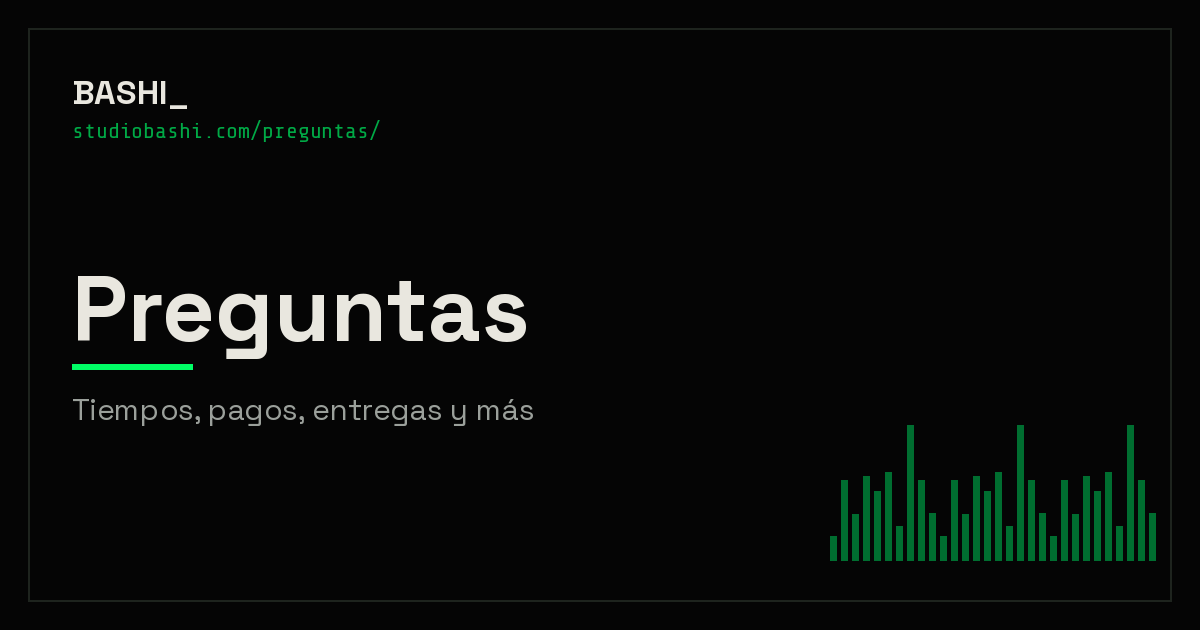 BASHI_
studiobashi.com/preguntas/
Preguntas
Tiempos, pagos, entregas y más